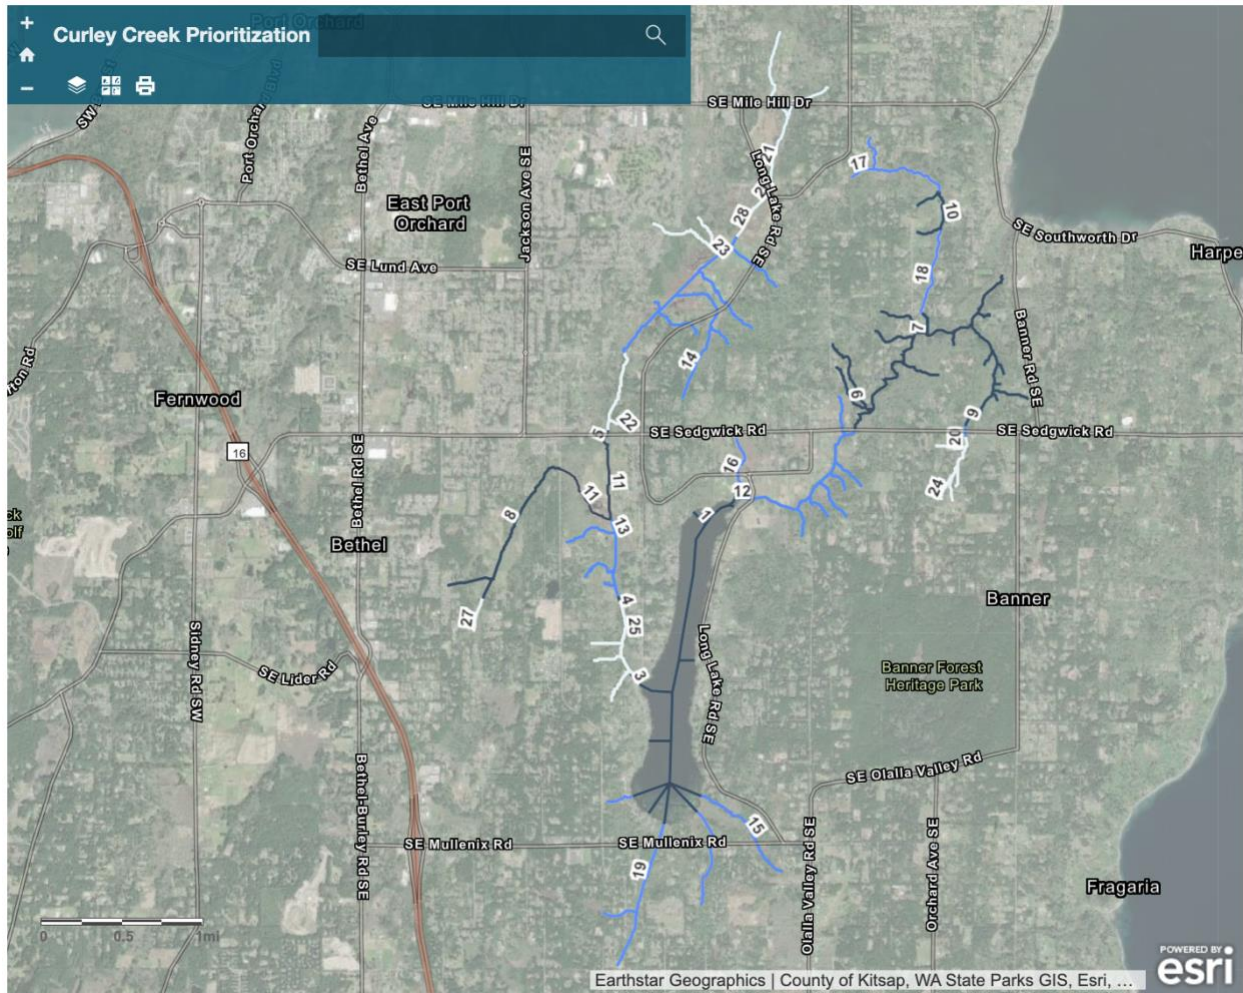 Port Orchard
Curley Creek Prioritization
SW
Blvd
SE Mile Hill Dr
SE Mile Hill Dr
Port Orchard
Bethel Ave
Jackson Ave SE
East Port
Orchard
SE Lund Ave
Long Lake Rd SE
21
2
28
23
17
10
18
7
SE Southworth Dr
Harpe
Banner Rd SE
14
6
9
Fernwood
16
22
5
SE Sedgwick Rd
SE Sedgwick Rd
20
24
16
12
1
11
11
13
8
Bethel Rd SE
Bethel
27
4
25
3
Banner
Long Lake Rd SE
Banner Forest
Heritage Park
Sidney Rd SW
SE Lider Rd
SE Olalla Valley Rd
Bethel-Burley Rd SE
SE Mullenix Rd
SE Mullenix Rd
15
19
Olalla Valley Rd SE
Orchard Ave SE
Fragaria
0 0.5 1mi
Earthstar Geographics | County of Kitsap, WA State Parks GIS, Esri, ...
POWERED BY
esri